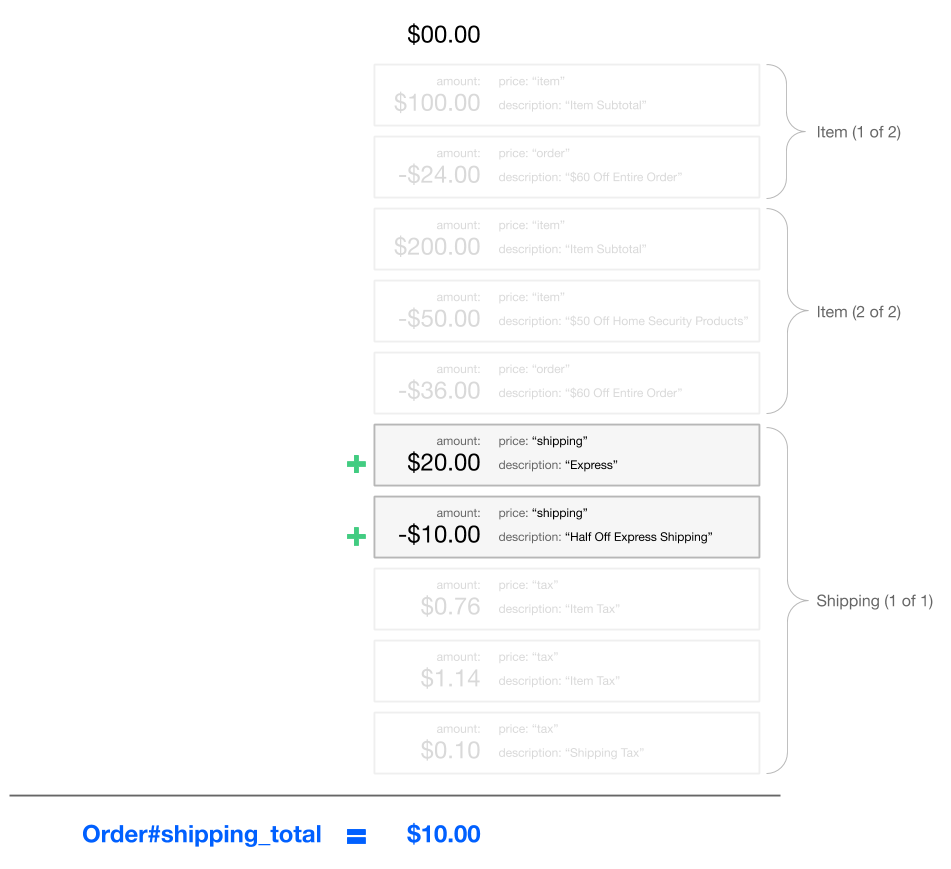 $00.00
amount: price: “item”
$100.00 description: “Item Subtotal”
Item (1 of 2)
amount: price: “order”
-$24.00 description: “$60 Off Entire Order”
amount: price: “item”
$200.00 description: “Item Subtotal”
amount: price: “item”
Item (2 of 2)
-$50.00 description: “$50 Off Home Security Products”
amount: price: “order”
-$36.00 description: “$60 Off Entire Order”
amount: price: “shipping”
+ $20.00 description: “Express”
amount: price: “shipping”
+ -$10.00 description: “Half Off Express Shipping”
amount: price: “tax”
Shipping (1 of 1)
$0.76 description: “Item Tax”
amount: price: “tax”
$1.14 description: “Item Tax”
amount: price: “tax”
$0.10 description: “Shipping Tax”
Order#shipping_total = $10.00